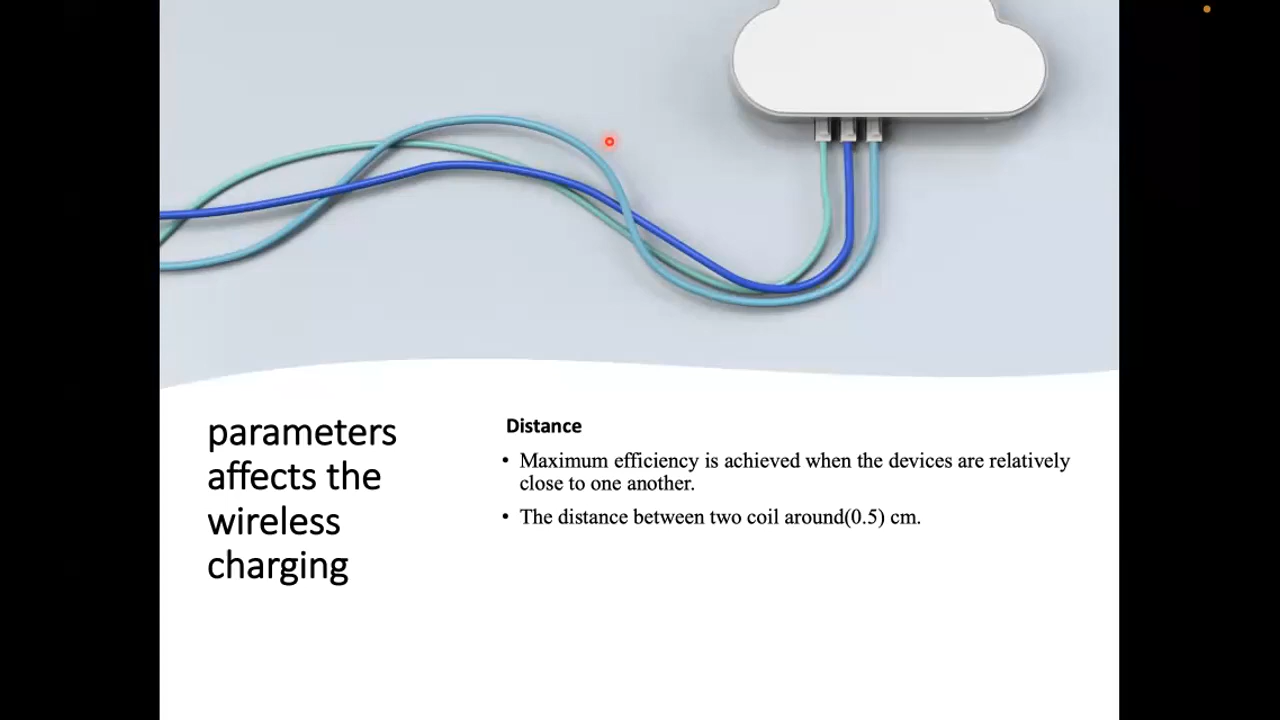 parameters
affects the
wireless
charging
Distance
• Maximum efficiency is achieved when the devices are relatively
close to one another.
• The distance between two coil around(0.5) cm.